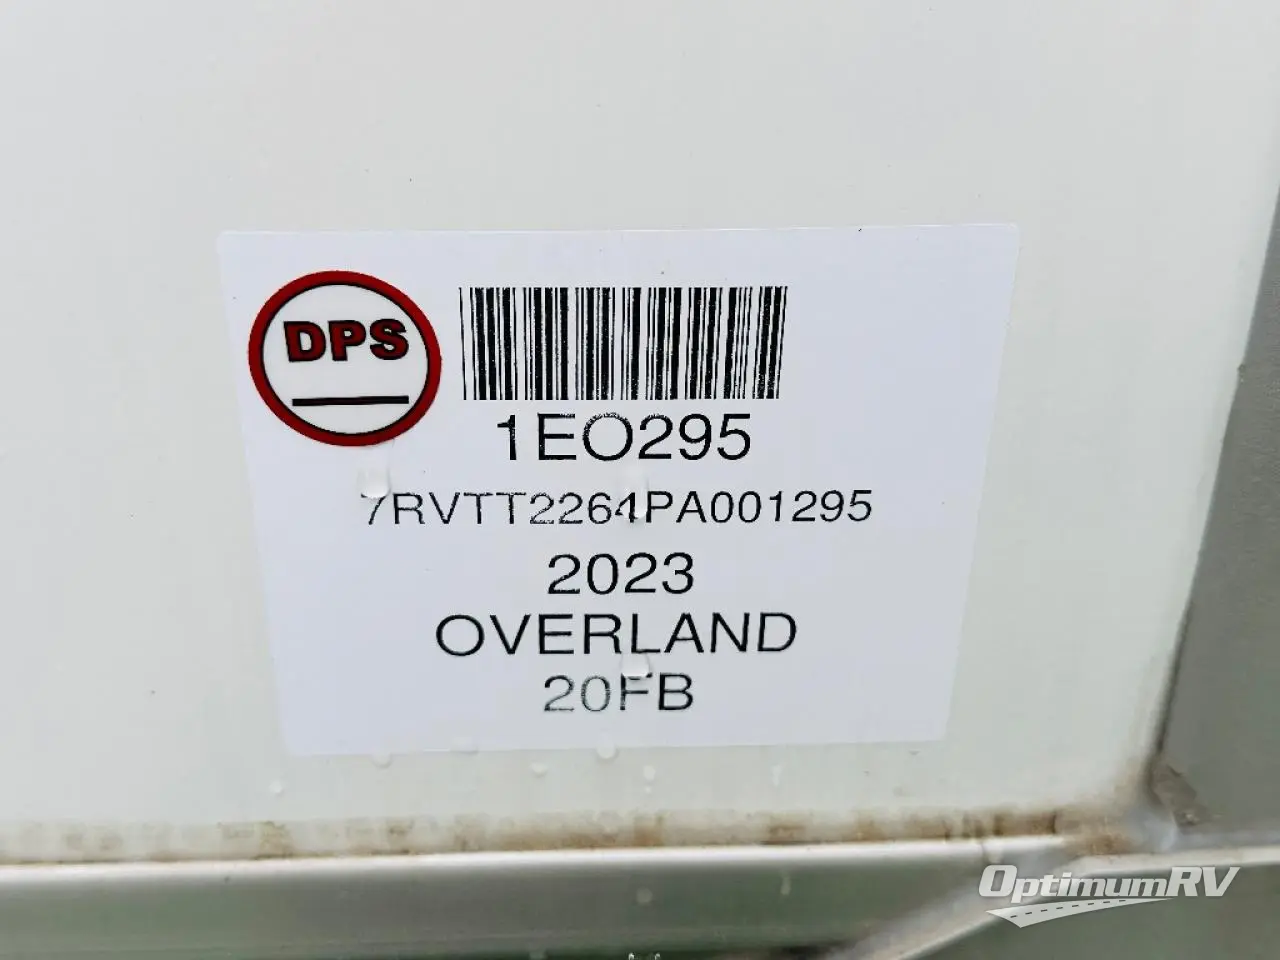 DPS
1EO295
7RVTT2264PA001295
2023
OVERLAND
20FB
OptimumRV